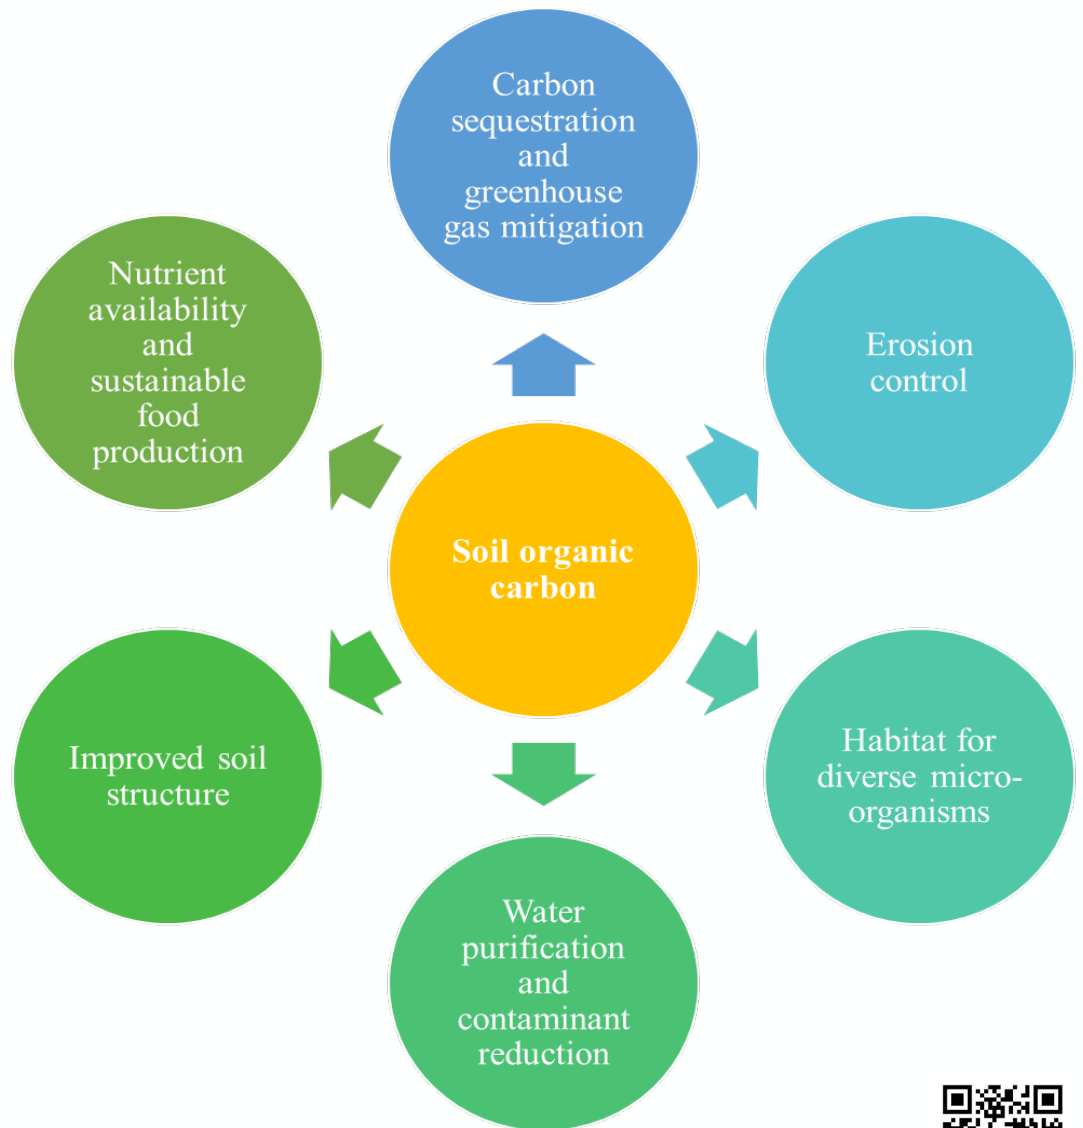 Carbon
sequestration
and
greenhouse
gas mitigation
Nutrient
availability
and
sustainable
food
production
Erosion
control
Soil organic
carbon
Improved soil
structure
Habitat for
diverse micro-
organisms
Water
purification
and
contaminant
reduction